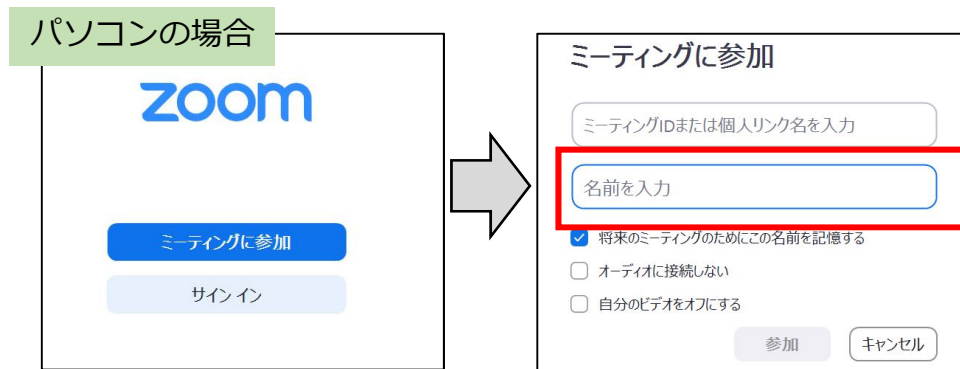 パソコンの場合
zoom
ミーティングに参加
サイン イン
ミーティングに参加
ミーティングIDまたは個人リンク名を入力
名前を入力
将来のミーティングのためにこの名前を記憶する
オーディオに接続しない
自分のビデオをオフにする
参加
キャンセル